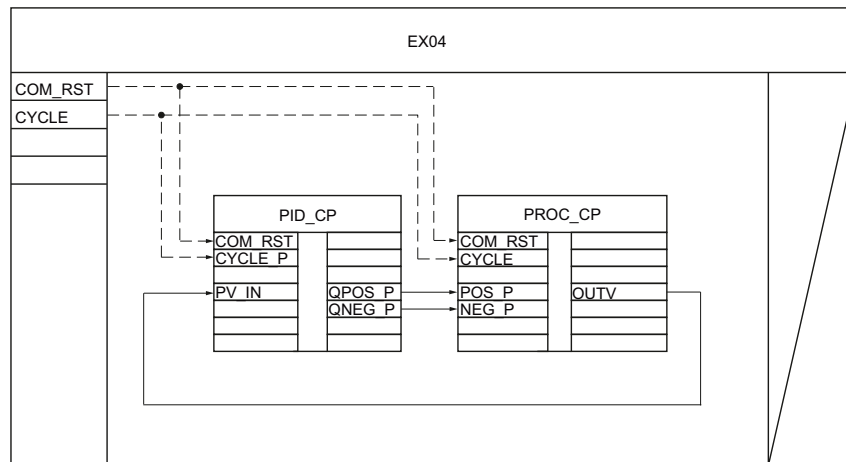 EX04
COM_RST
CYCLE
PID_CP
COM_RST
CYCLE_P
PV_IN
QPOS_P
QNEG_P
PROC_CP
COM_RST
CYCLE
POS_P
NEG_P
OUTV